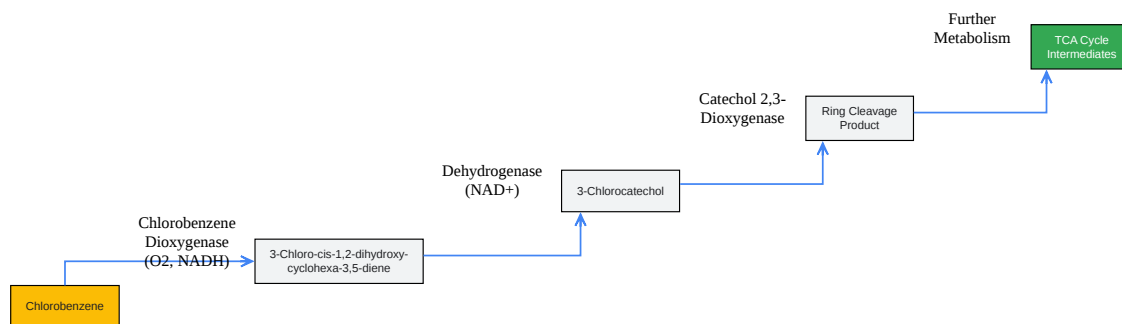 Further
Metabolism
TCA Cycle
Intermediates
Catechol 2,3-
Dioxygenase
Ring Cleavage
Product
Dehydrogenase
(NAD+)
3-Chlorocatechol
Chlorobenzene
Dioxygenase
(O2, NADH)
3-Chloro-cis-1,2-dihydroxy-
cyclohexa-3,5-diene
Chlorobenzene